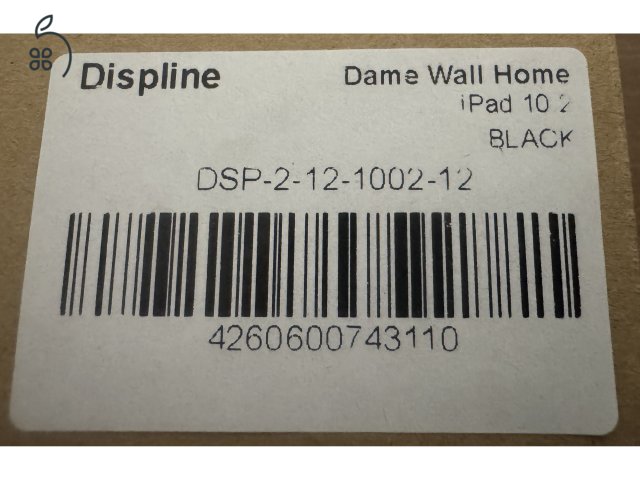 Displine
Dame Wall Home
iPad 10.2
BLACK
DSP-2-12-1002-12
4260600743110